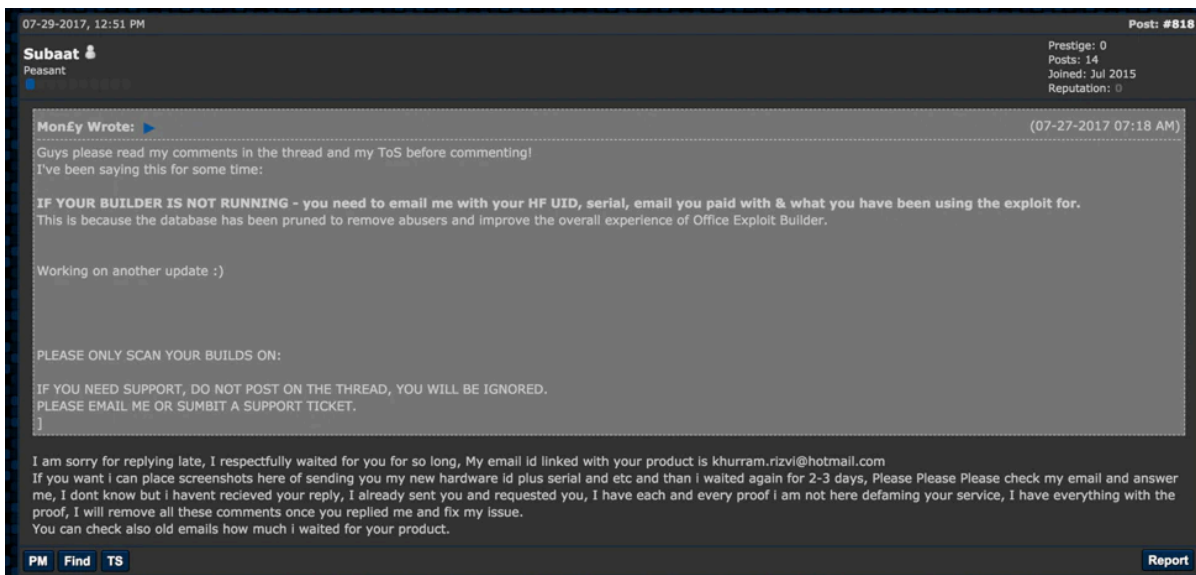 07-29-2017, 12:51 PM
Post: #818
Subaat
Peasant
Prestige: 0
Posts: 14
Joined: Jul 2015
Reputation: 0
Mon£y Wrote:
(07-27-2017 07:18 AM)
Guys please read my comments in the thread and my ToS before commenting!
I've been saying this for some time:
IF YOUR BUILDER IS NOT RUNNING - you need to email me with your HF UID, serial, email you paid with & what you have been using the exploit for.
This is because the database has been pruned to remove abusers and improve the overall experience of Office Exploit Builder.
Working on another update :)
PLEASE ONLY SCAN YOUR BUILDS ON:
IF YOU NEED SUPPORT, DO NOT POST ON THE THREAD, YOU WILL BE IGNORED.
PLEASE EMAIL ME OR SUMBIT A SUPPORT TICKET.
]
I am sorry for replying late, I respectfully waited for you for so long, My email id linked with your product is khurram.rizvi@hotmail.com
If you want i can place screenshots here of sending you my new hardware id plus serial and etc and than i waited again for 2-3 days, Please Please Please check my email and answer
me, I dont know but i havent recieved your reply, I already sent you and requested you, I have each and every proof i am not here defaming your service, I have everything with the
proof, I will remove all these comments once you replied me and fix my issue.
You can check also old emails how much i waited for your product.
PM Find TS
Report